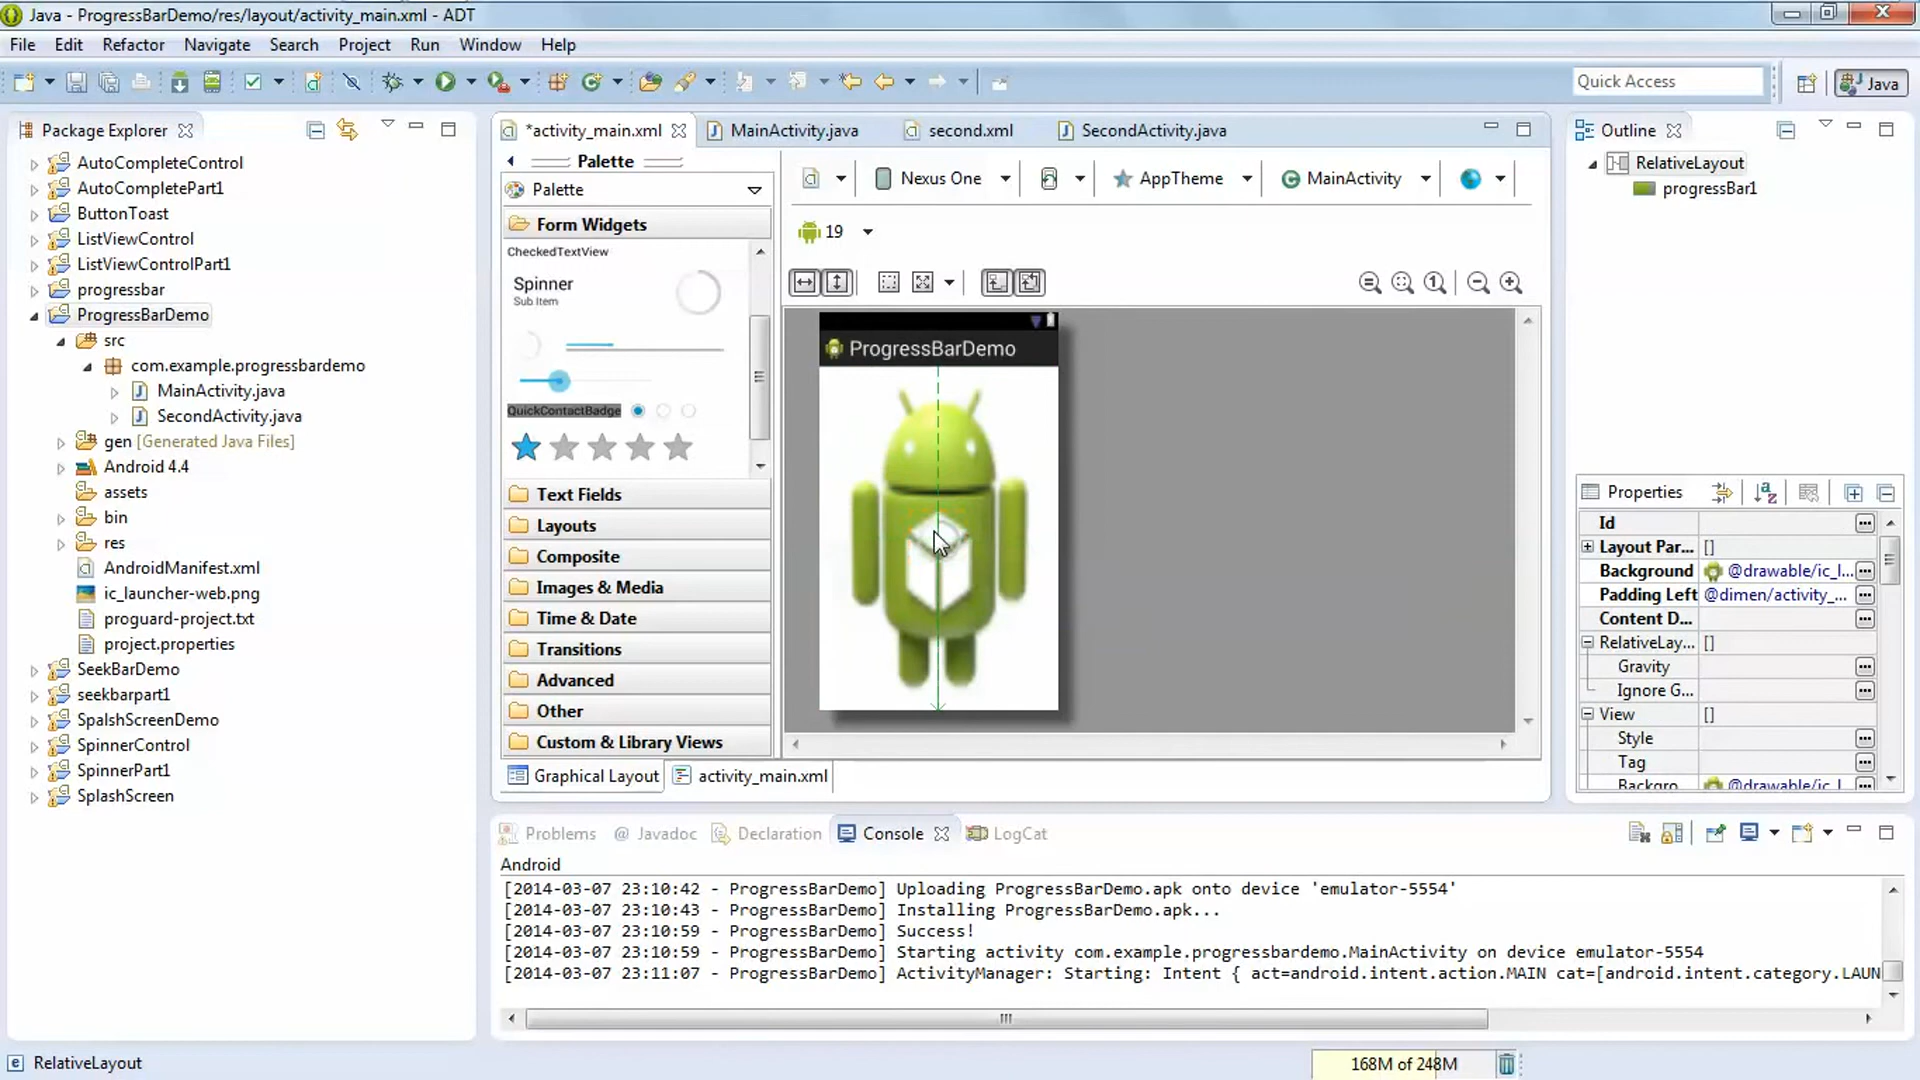 Java - ProgressBarDemo/res/layout/activity_main.xml - ADT
File Edit Refactor Navigate Search Project Run Window Help
Quick Access
Java
Package Explorer
AutoCompleteControl
AutoCompletePart1
ButtonToast
ListViewControl
ListViewControlPart1
progressbar
ProgressBarDemo
src
com.example.progressbardemo
MainActivity.java
SecondActivity.java
gen [Generated Java Files]
Android 4.4
assets
bin
res
AndroidManifest.xml
ic_launcher-web.png
proguard-project.txt
project.properties
SeekBarDemo
seekbarpart1
SpalshScreenDemo
SpinnerControl
SpinnerPart1
SplashScreen
*activity_main.xml MainActivity.java second.xml SecondActivity.java
Palette
Palette
Form Widgets
CheckedTextView
Spinner
Sub Item
QuickContactBadge
Text Fields
Layouts
Composite
Images & Media
Time & Date
Transitions
Advanced
Other
Custom & Library Views
Nexus One AppTheme MainActivity
19
1
ProgressBarDemo
Graphical Layout activity_main.xml
Outline
RelativeLayout
progressBar1
Properties
Id
Layout Par... []
Background @drawable/ic_l...
Padding Left @dimen/activity_...
Content D...
RelativeLay... []
Gravity
Ignore G...
View []
Style
Tag
Backgro @drawable/ic_l
Problems @ Javadoc Declaration Console LogCat
Android
[2014-03-07 23:10:42 - ProgressBarDemo] Uploading ProgressBarDemo.apk onto device 'emulator-5554'
[2014-03-07 23:10:43 - ProgressBarDemo] Installing ProgressBarDemo.apk...
[2014-03-07 23:10:59 - ProgressBarDemo] Success!
[2014-03-07 23:10:59 - ProgressBarDemo] Starting activity com.example.progressbardemo.MainActivity on device emulator-5554
[2014-03-07 23:11:07 - ProgressBarDemo] ActivityManager: Starting: Intent { act=android.intent.action.MAIN cat=[android.intent.category.LAUN
RelativeLayout
168M of 248M